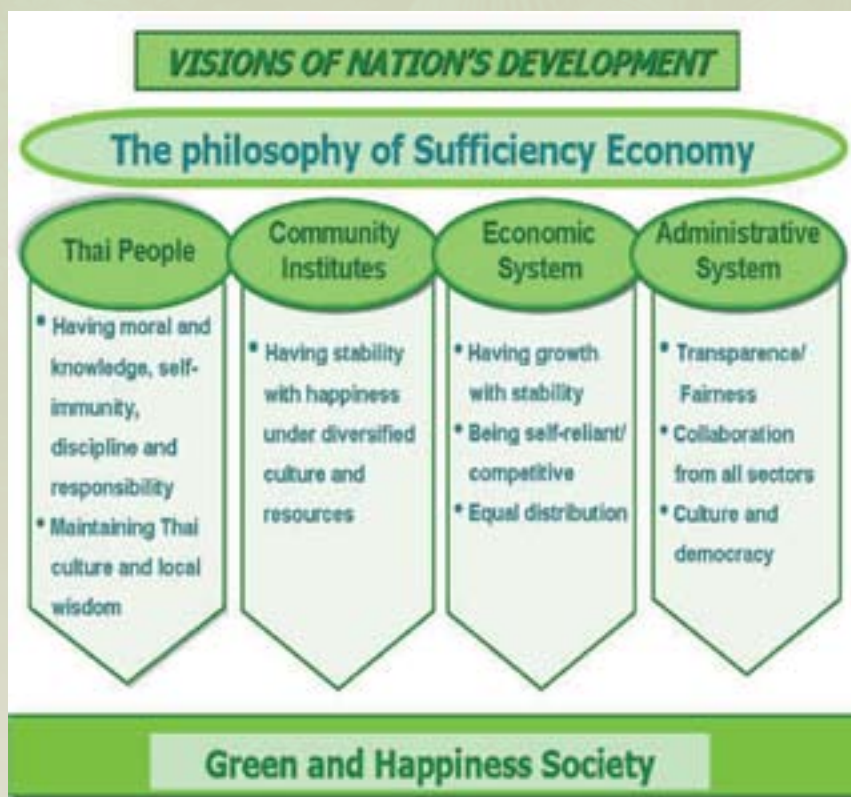 VISIONS OF NATION'S DEVELOPMENT
The philosophy of Sufficiency Economy
Thai People
• Having moral and
knowledge, self-
immunity,
discipline and
responsibility
• Maintaining Thai
culture and local
wisdom
Community
Institutes
• Having stability
with happiness
under diversified
culture and
resources
Economic
System
• Having growth
with stability
• Being self-reliant/
competitive
• Equal distribution
Administrative
System
• Transparence/
Fairness
• Collaboration
from all sectors
• Culture and
democracy
Green and Happiness Society